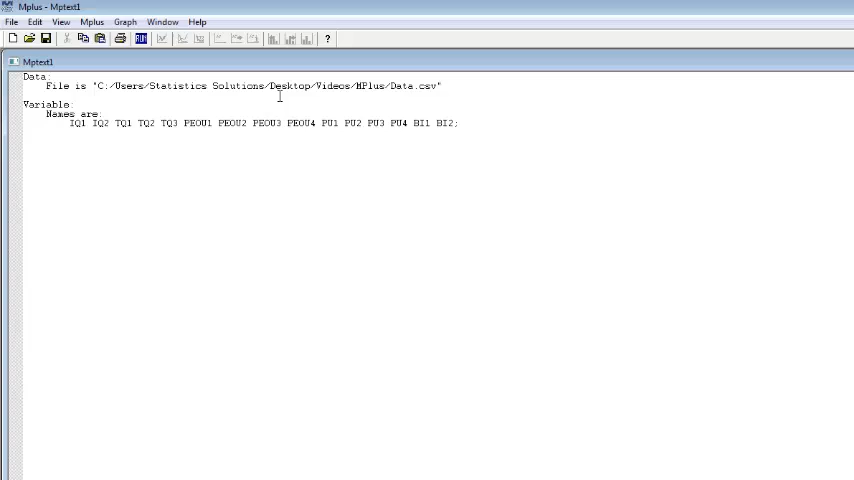 Mplus - Mptext1
File Edit View Mplus Graph Window Help
RUN ?
Mptext1
Data:
File is "C:/Users/Statistics Solutions/Desktop/Videos/MPlus/Data.csv"
Variable:
Names are:
IQ1 IQ2 TQ1 TQ2 TQ3 PEOU1 PEOU2 PEOU3 PEOU4 PU1 PU2 PU3 PU4 BI1 BI2;